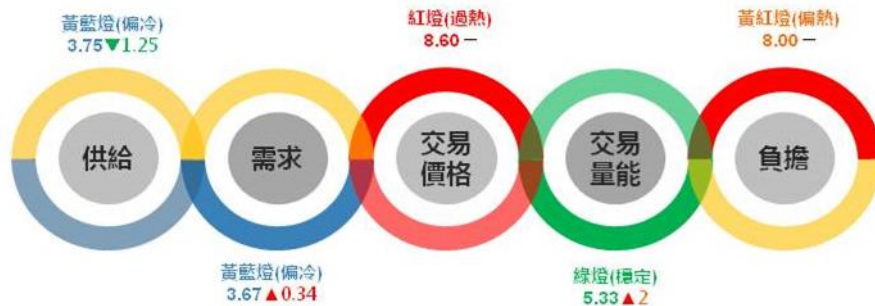 黃藍燈(偏冷)
3.75▼1.25
紅燈(過熱)
8.60－
黃紅燈(偏熱)
8.00－
供給
需求
交易
價格
交易
量能
負擔
黃藍燈(偏冷)
3.67▲0.34
綠燈(穩定)
5.33▲2